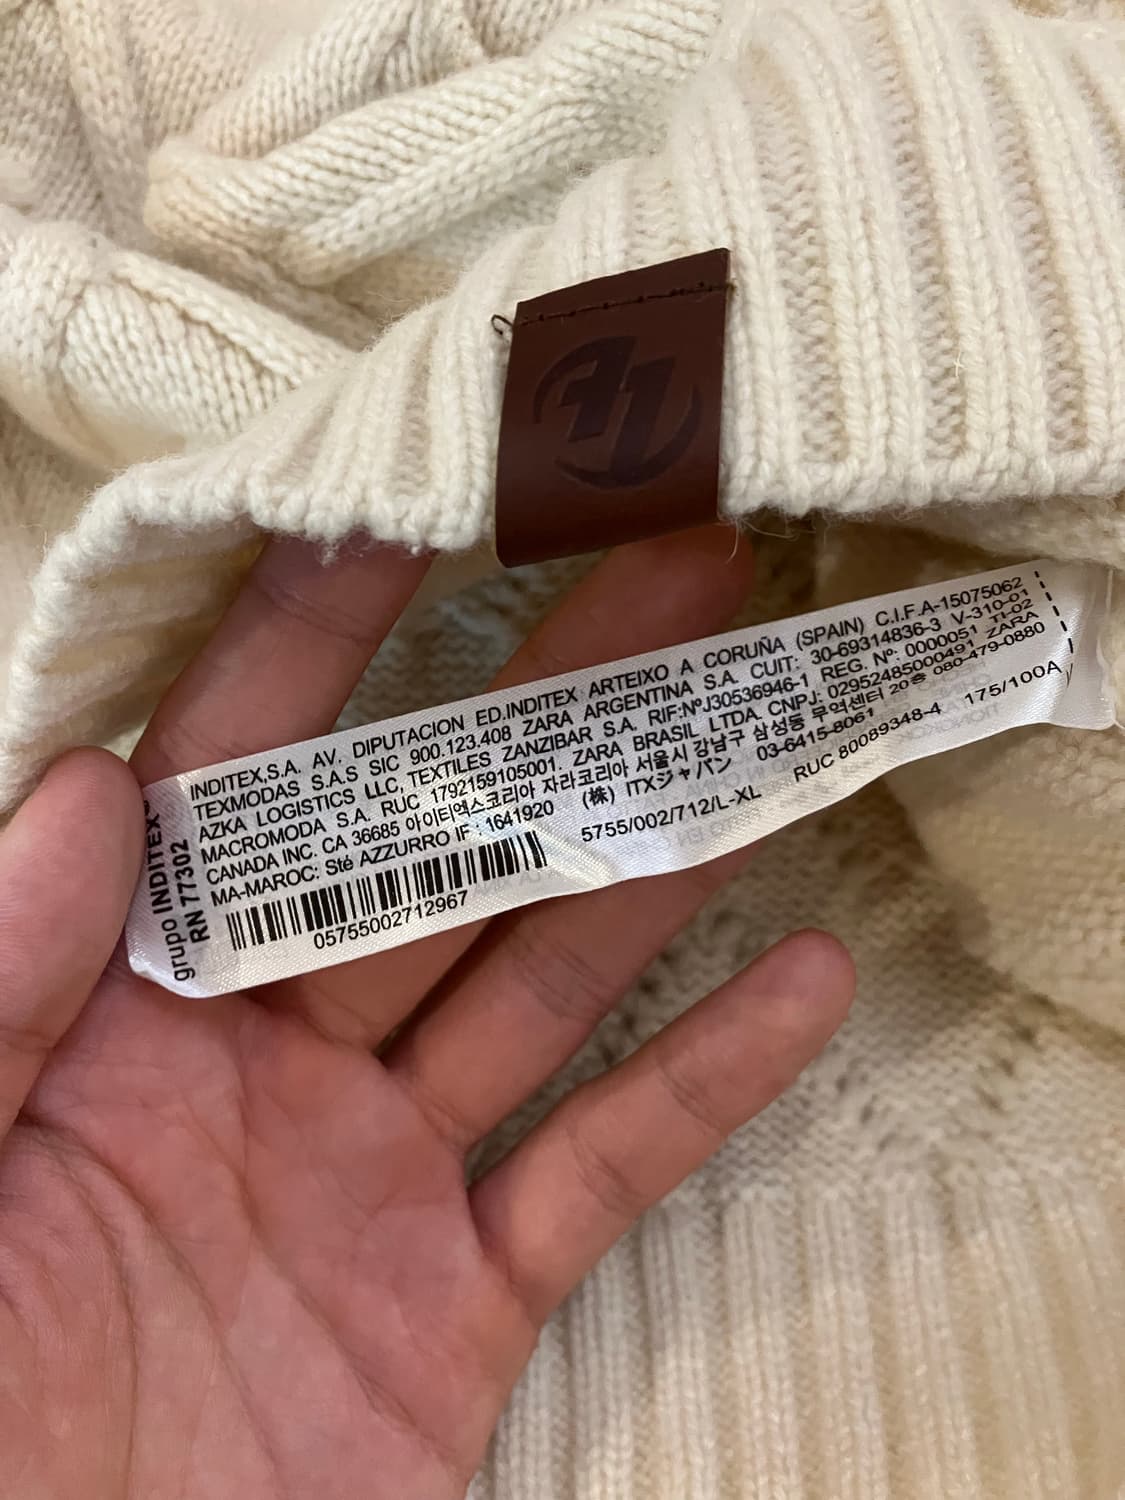 INDITEX,S.A. AV. DIPUTACION ED.INDITEX ARTEIXO A CORUÑA (SPAIN) C.I.F.A-15075062
TEXMODAS S.A.S SIC 900.123.408 ZARA ARGENTINA S.A. CUIT: 30-69314836-3 V-310-01
AZKA LOGISTICS LLC, TEXTILES ZANZIBAR S.A. RIF:NºJ30536946-1 REG. Nº: 0000051 TI-02
MACROMODA S.A. RUC 1792159105001. ZARA BRASIL LTDA. CNPJ: 02952485000491 ZARA
CANADA INC. CA 36685 아이티엑스코리아 자라코리아 서울시 강남구 삼성동 무역센터 20층 080-479-0880
MA-MAROC: Sté AZZURRO IF : 1641920 (株) ITXジャパン 03-6415-8061
5755/002/712/L-XL RUC 80089348-4 175/100A
05755002712967
grupo INDITEX®
RN 77302